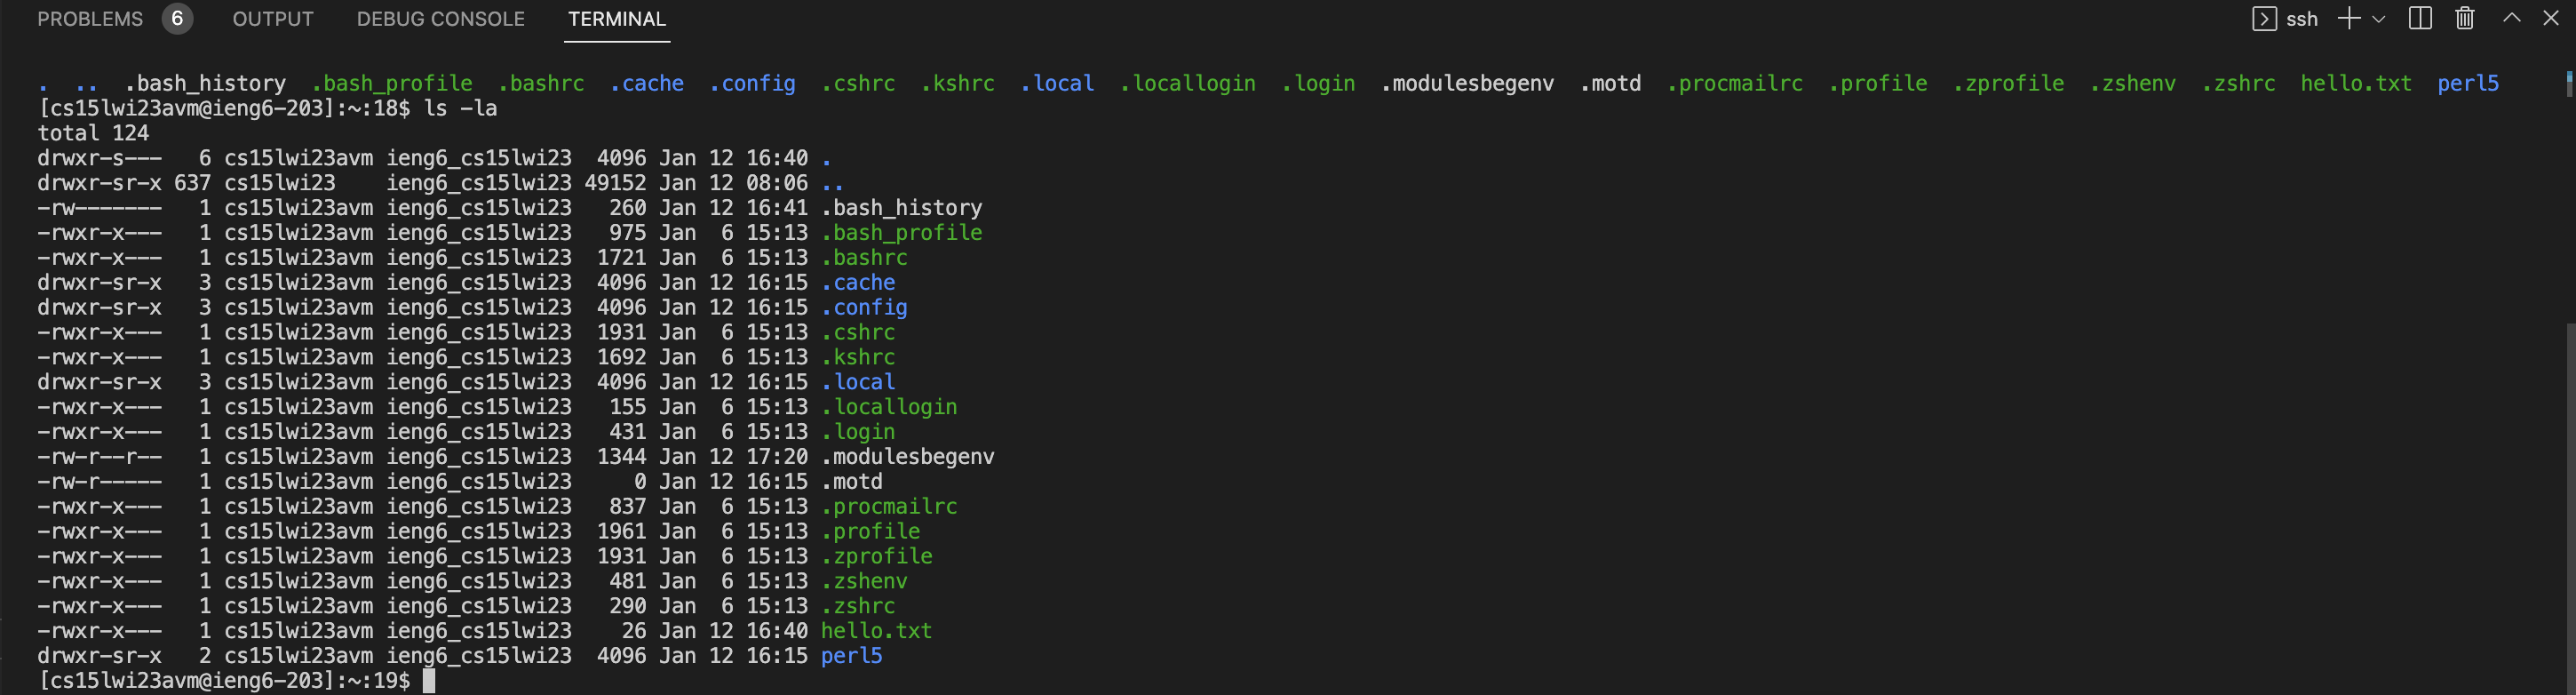 PROBLEMS 6 OUTPUT DEBUG CONSOLE TERMINAL ssh
. .. .bash_history .bash_profile .bashrc .cache .config .cshrc .kshrc .local .locallogin .login .modulesbegenv .motd .procmailrc .profile .zprofile .zshenv .zshrc hello.txt perl5
[cs15lwi23avm@ieng6-203]:~:18$ ls -la
total 124
drwxr-s---   6 cs15lwi23avm ieng6_cs15lwi23  4096 Jan 12 16:40 .
drwxr-sr-x 637 cs15lwi23    ieng6_cs15lwi23 49152 Jan 12 08:06 ..
-rw-------   1 cs15lwi23avm ieng6_cs15lwi23   260 Jan 12 16:41 .bash_history
-rwxr-x---   1 cs15lwi23avm ieng6_cs15lwi23   975 Jan  6 15:13 .bash_profile
-rwxr-x---   1 cs15lwi23avm ieng6_cs15lwi23  1721 Jan  6 15:13 .bashrc
drwxr-sr-x   3 cs15lwi23avm ieng6_cs15lwi23  4096 Jan 12 16:15 .cache
drwxr-sr-x   3 cs15lwi23avm ieng6_cs15lwi23  4096 Jan 12 16:15 .config
-rwxr-x---   1 cs15lwi23avm ieng6_cs15lwi23  1931 Jan  6 15:13 .cshrc
-rwxr-x---   1 cs15lwi23avm ieng6_cs15lwi23  1692 Jan  6 15:13 .kshrc
drwxr-sr-x   3 cs15lwi23avm ieng6_cs15lwi23  4096 Jan 12 16:15 .local
-rwxr-x---   1 cs15lwi23avm ieng6_cs15lwi23   155 Jan  6 15:13 .locallogin
-rwxr-x---   1 cs15lwi23avm ieng6_cs15lwi23   431 Jan  6 15:13 .login
-rw-r--r--   1 cs15lwi23avm ieng6_cs15lwi23  1344 Jan 12 17:20 .modulesbegenv
-rw-r-----   1 cs15lwi23avm ieng6_cs15lwi23     0 Jan 12 16:15 .motd
-rwxr-x---   1 cs15lwi23avm ieng6_cs15lwi23   837 Jan  6 15:13 .procmailrc
-rwxr-x---   1 cs15lwi23avm ieng6_cs15lwi23  1961 Jan  6 15:13 .profile
-rwxr-x---   1 cs15lwi23avm ieng6_cs15lwi23  1931 Jan  6 15:13 .zprofile
-rwxr-x---   1 cs15lwi23avm ieng6_cs15lwi23   481 Jan  6 15:13 .zshenv
-rwxr-x---   1 cs15lwi23avm ieng6_cs15lwi23   290 Jan  6 15:13 .zshrc
-rwxr-x---   1 cs15lwi23avm ieng6_cs15lwi23    26 Jan 12 16:40 hello.txt
drwxr-sr-x   2 cs15lwi23avm ieng6_cs15lwi23  4096 Jan 12 16:15 perl5
[cs15lwi23avm@ieng6-203]:~:19$